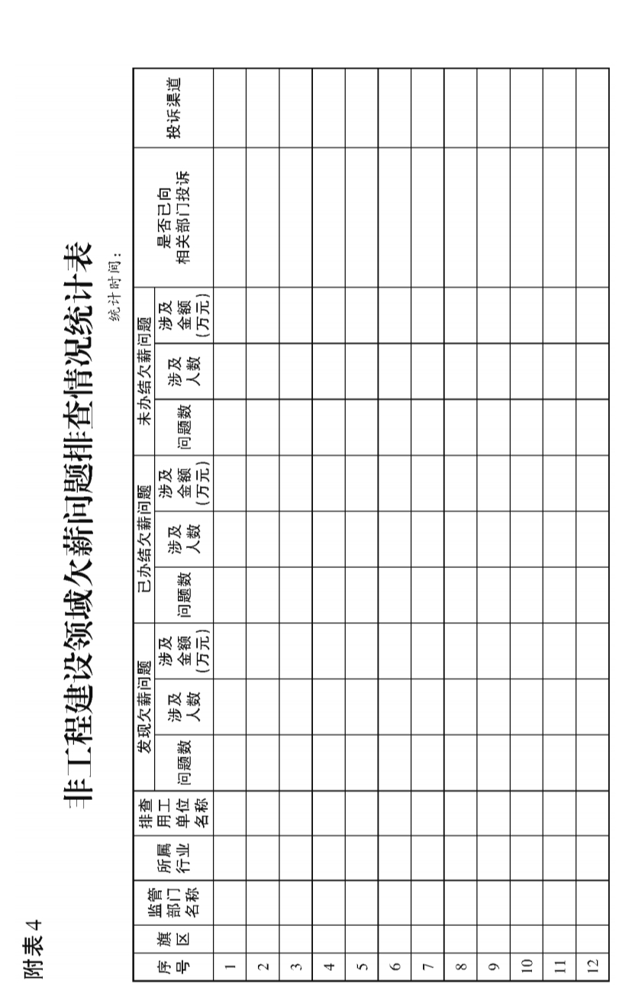 附表4
非工程建设领域欠薪问题排查情况统计表
统计时间：
序
号
旗
区
监管
部门
名称
所属
行业
排查
用工
单位
名称
发现欠薪问题
问题数
涉及
人数
涉及
金额
(万元)
已办结欠薪问题
问题数
涉及
人数
涉及
金额
(万元)
未办结欠薪问题
问题数
涉及
人数
涉及
金额
(万元)
是否已向
相关部门投诉
投诉渠道
1
2
3
4
5
6
7
8
9
10
11
12